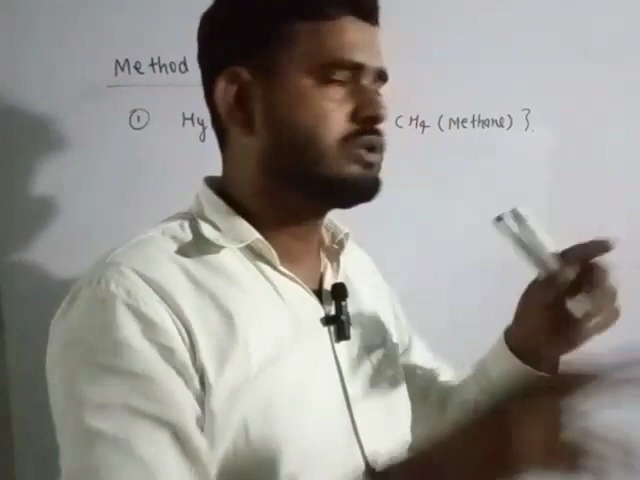 Method
① Hy CH4 (Methane) }.